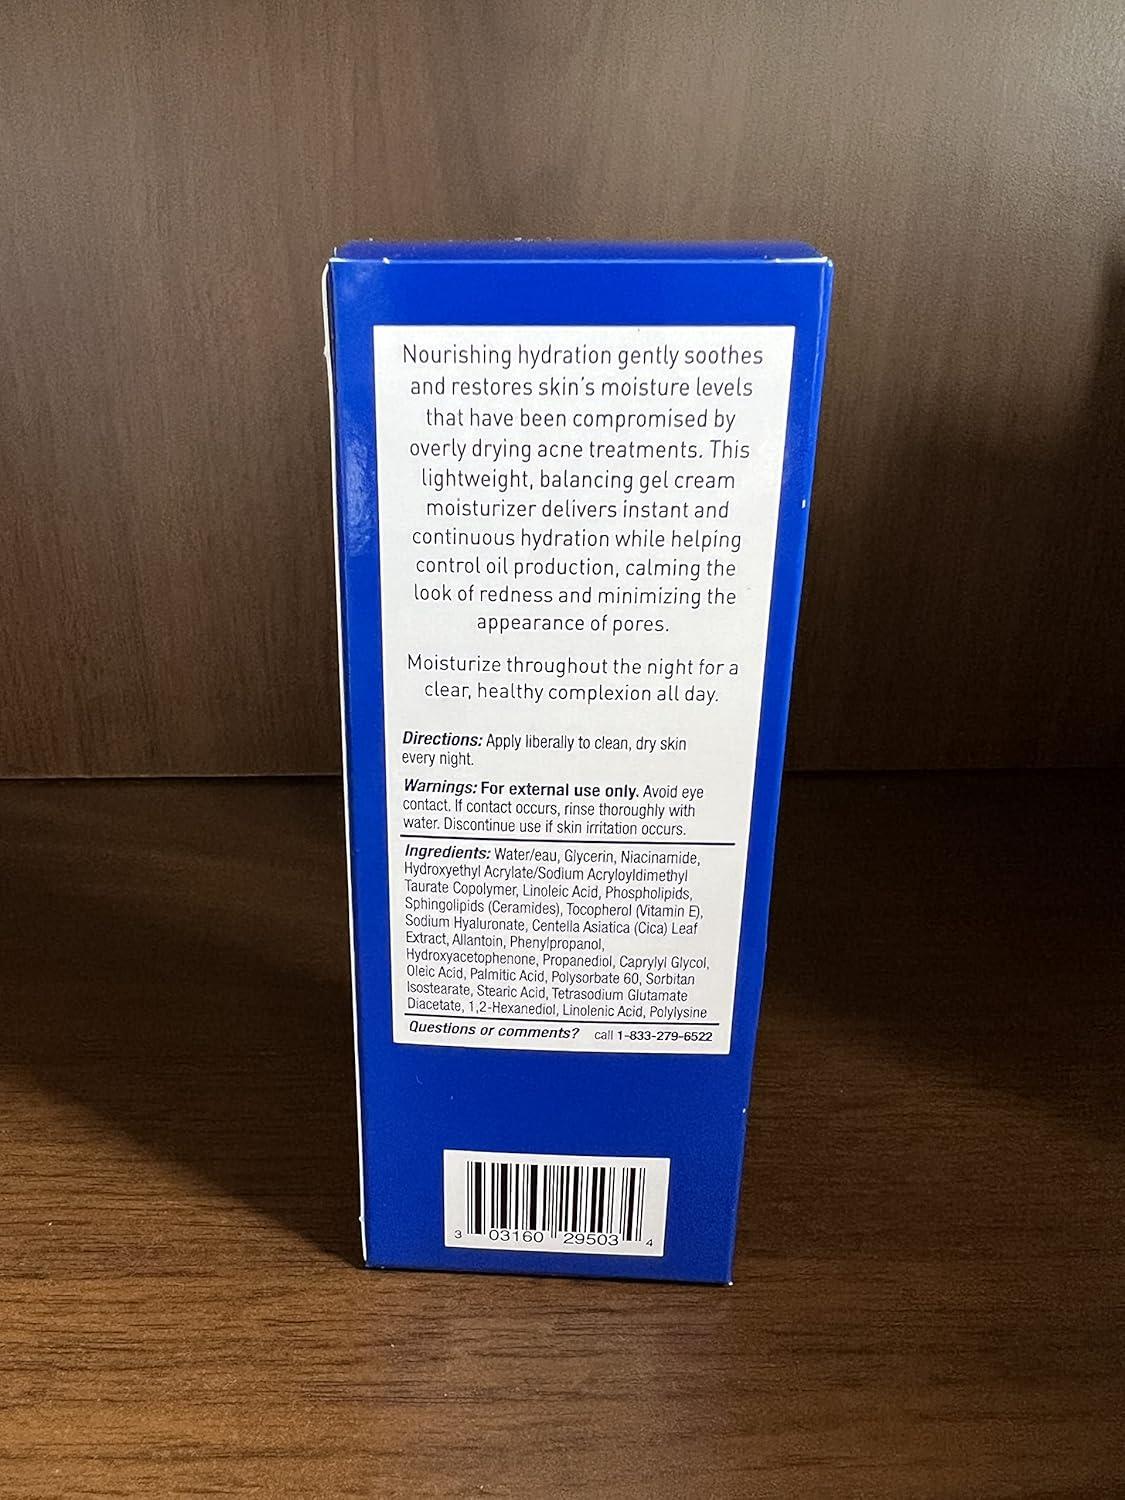 Nourishing hydration gently soothes
and restores skin's moisture levels
that have been compromised by
overly drying acne treatments. This
lightweight, balancing gel cream
moisturizer delivers instant and
continuous hydration while helping
control oil production, calming the
look of redness and minimizing the
appearance of pores.
Moisturize throughout the night for a
clear, healthy complexion all day.
Directions: Apply liberally to clean, dry skin
every night.
Warnings: For external use only. Avoid eye
contact. If contact occurs, rinse thoroughly with
water. Discontinue use if skin irritation occurs.
Ingredients: Water/eau, Glycerin, Niacinamide,
Hydroxyethyl Acrylate/Sodium Acryloyldimethyl
Taurate Copolymer, Linoleic Acid, Phospholipids,
Sphingolipids (Ceramides), Tocopherol (Vitamin E),
Sodium Hyaluronate, Centella Asiatica (Cica) Leaf
Extract, Allantoin, Phenylpropanol,
Hydroxyacetophenone, Propanediol, Caprylyl Glycol,
Oleic Acid, Palmitic Acid, Polysorbate 60, Sorbitan
Isostearate, Stearic Acid, Tetrasodium Glutamate
Diacetate, 1,2-Hexanediol, Linolenic Acid, Polylysine
Questions or comments? call 1-833-279-6522
3 03160 29503 4